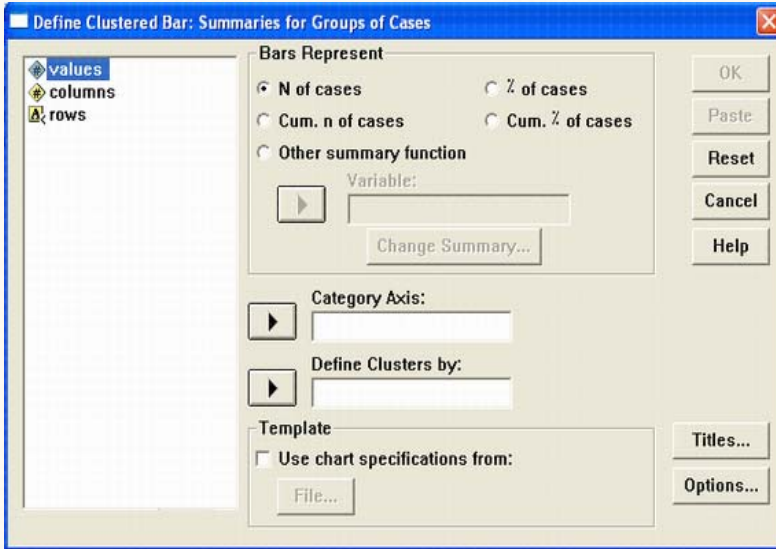 Define Clustered Bar: Summaries for Groups of Cases
values
columns
rows
Bars Represent
N of cases
% of cases
Cum. n of cases
Cum. % of cases
Other summary function
Variable:
Change Summary...
Category Axis:
Define Clusters by:
Template
Use chart specifications from:
File...
OK
Paste
Reset
Cancel
Help
Titles...
Options...